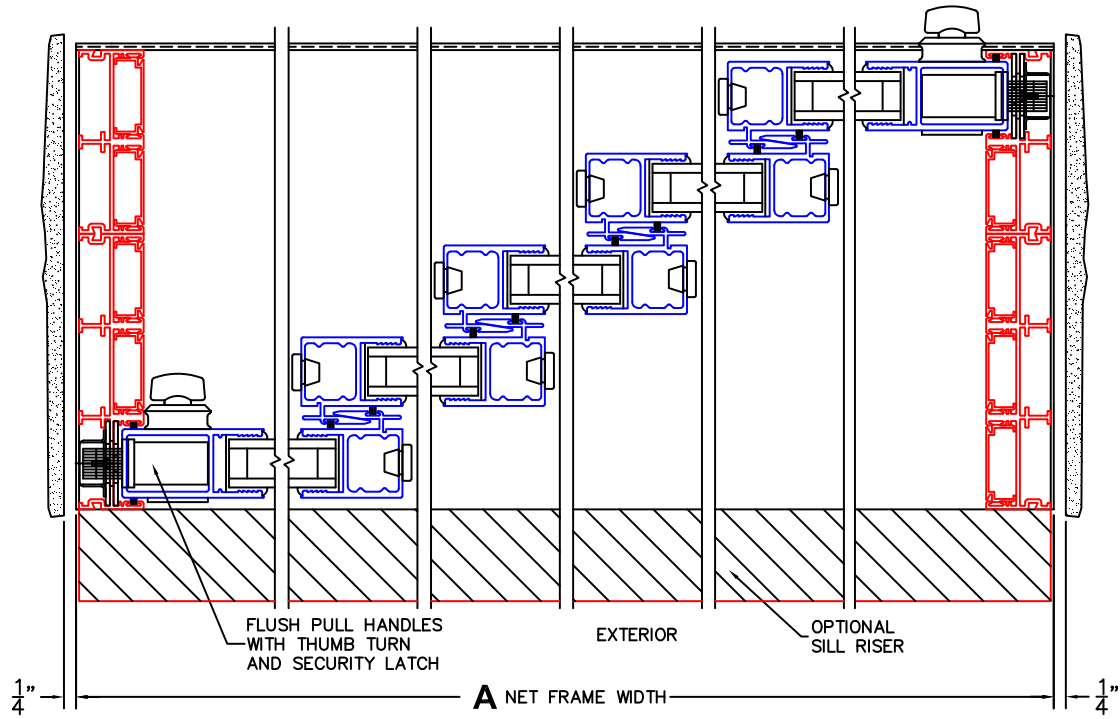 FLUSH PULL HANDLES
WITH THUMB TURN
AND SECURITY LATCH
EXTERIOR
OPTIONAL
SILL RISER
1/4"
A NET FRAME WIDTH
1/4"